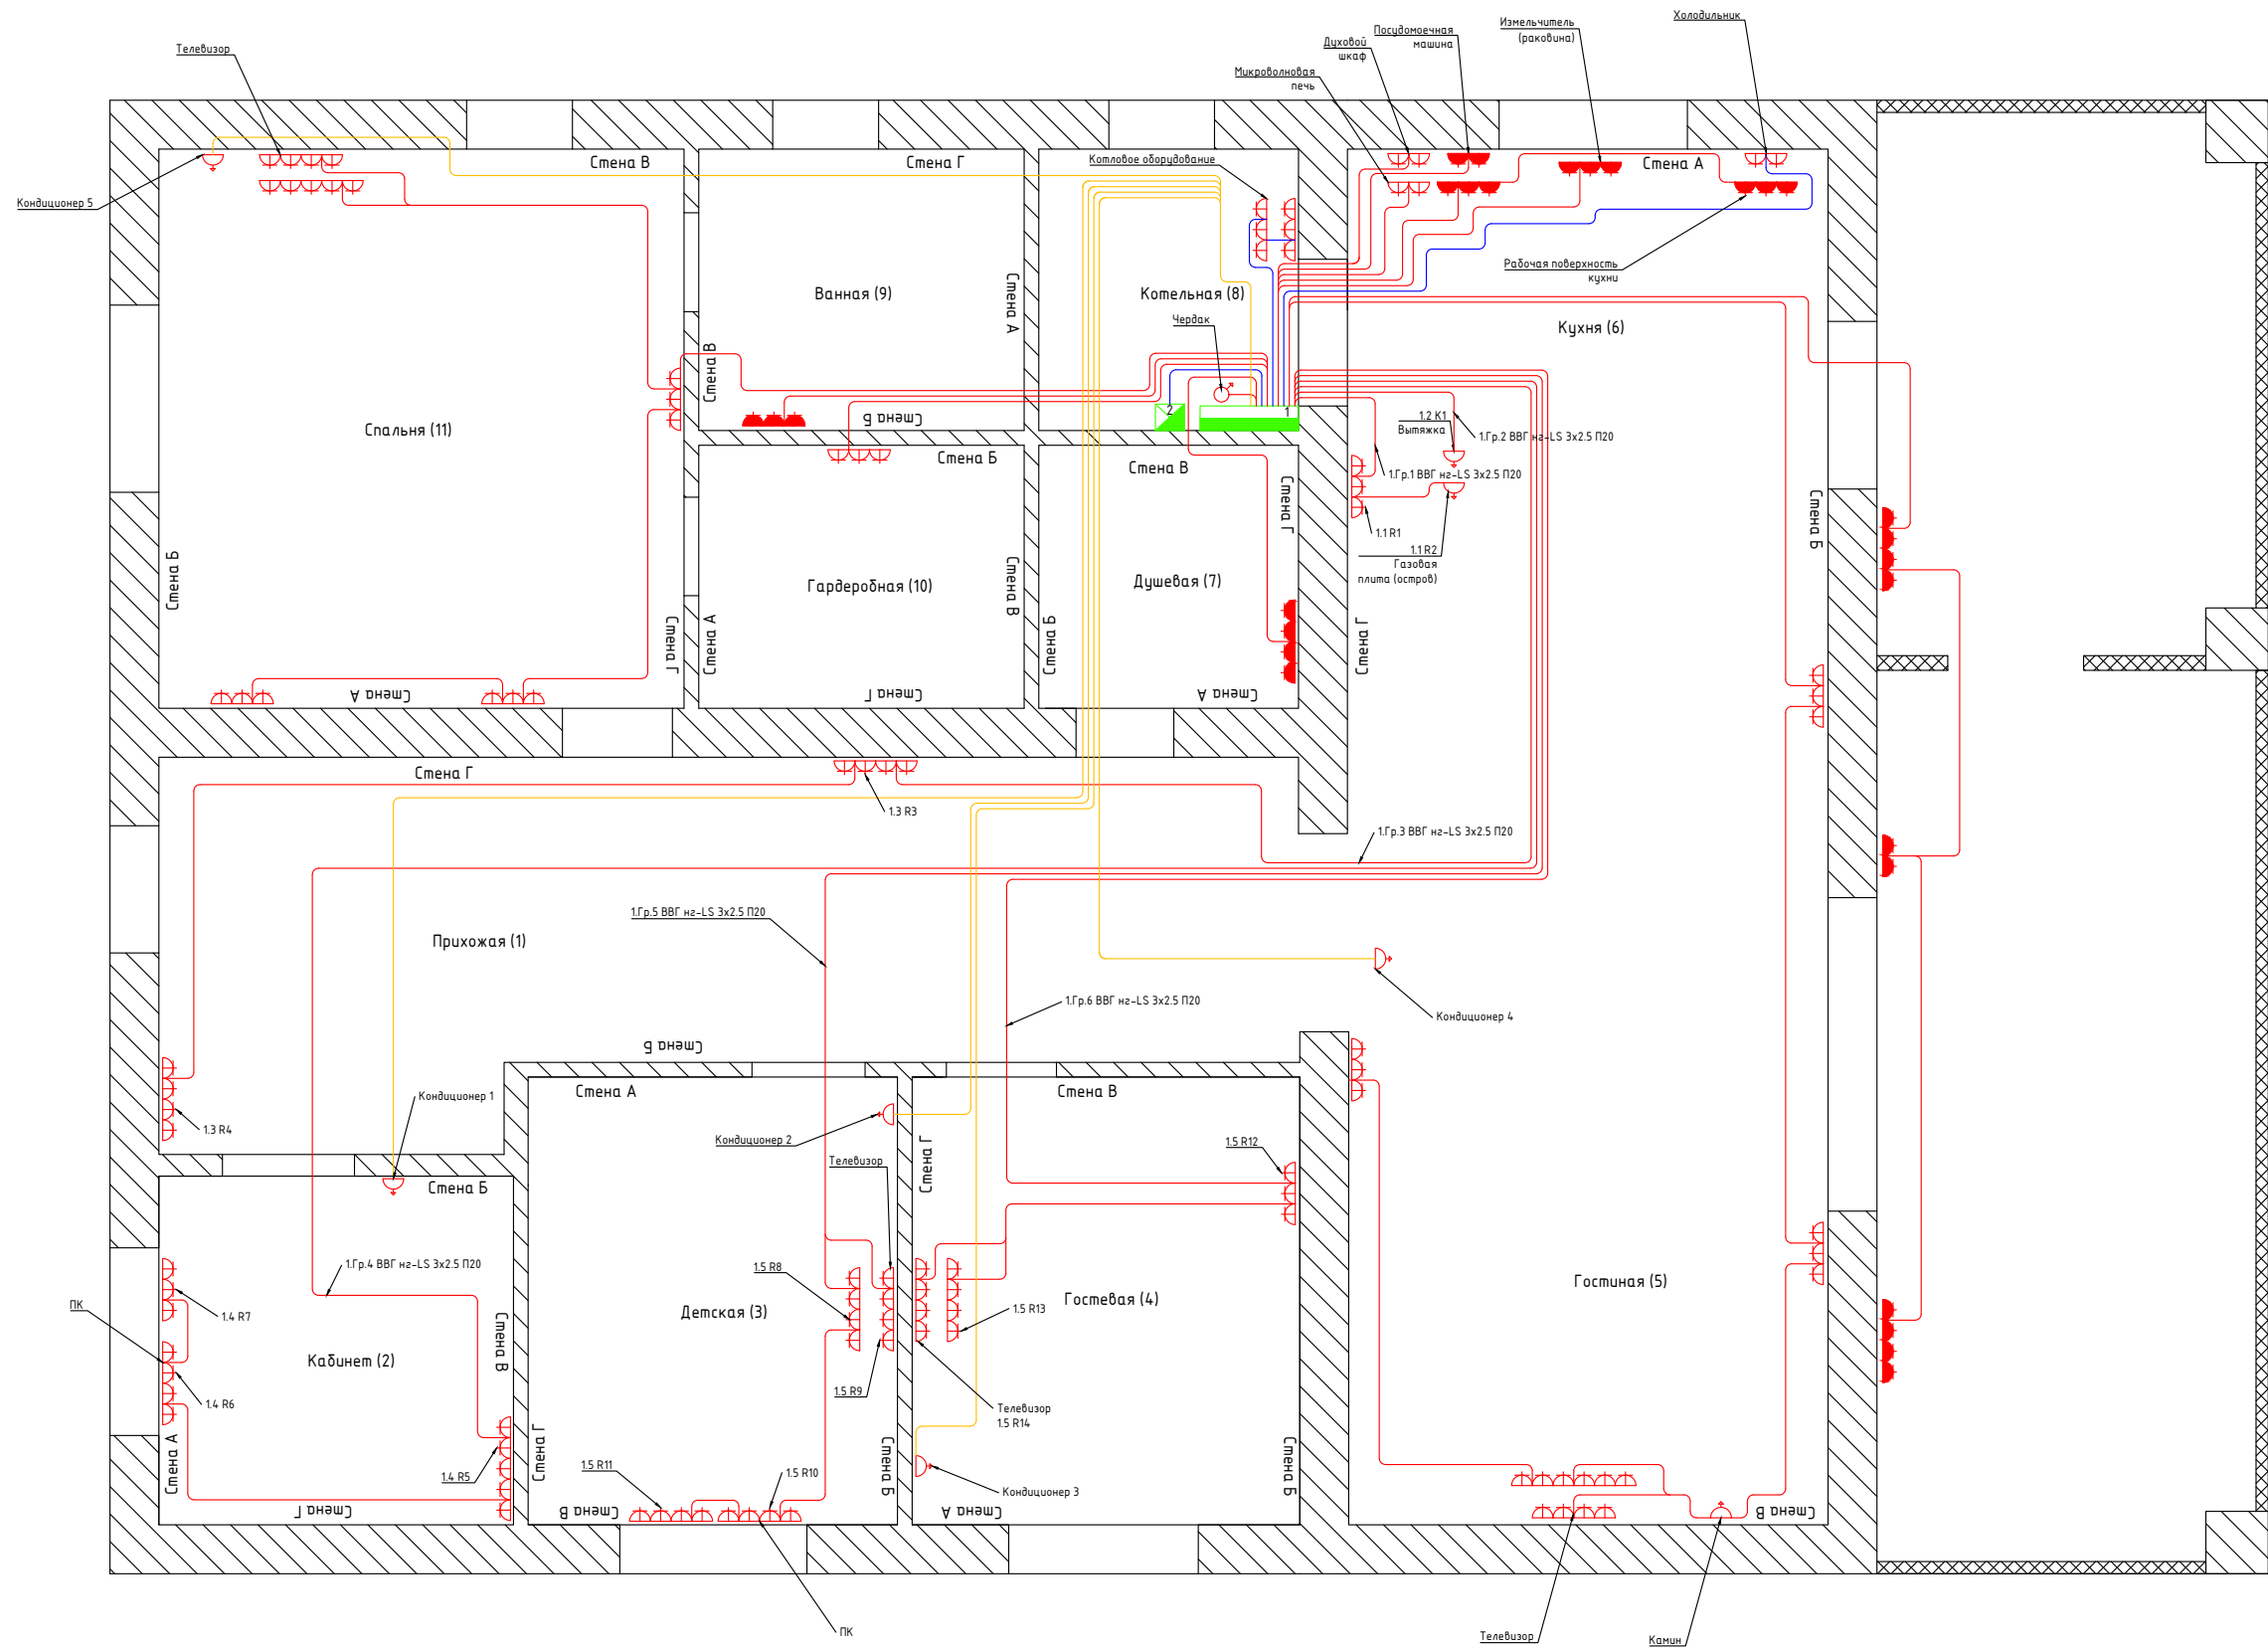 Холодильник
Измельчитель
(раковина)
Посудомоечная
машина
Духовой
шкаф
Микроволновая
печь
Телевизор
Кондиционер 5
Стена В
Стена Г
Котловое оборудование
Стена А
Рабочая поверхность
кухни
Ванная (9)
Стена А
Котельная (8)
Чердак
Кухня (6)
Стена В
Стена Б
2
1
1.2 К1
Вытяжка
1.Гр.2 ВВГ нг-LS 3х2.5 П20
1.Гр.1 ВВГ нг-LS 3х2.5 П20
1.1 R1
1.1 R2
Газовая
плита (остров)
Спальня (11)
Стена Б
Стена В
Стена Г
Стена Б
Стена Б
Гардеробная (10)
Стена В
Душевая (7)
Стена Г
Стена А
Стена Б
Стена Г
Стена А
Стена Г
Стена А
Стена Г
1.3 R3
1.Гр.3 ВВГ нг-LS 3х2.5 П20
1.Гр.5 ВВГ нг-LS 3х2.5 П20
Прихожая (1)
1.Гр.6 ВВГ нг-LS 3х2.5 П20
Кондиционер 4
Стена Б
Стена А
Стена В
Кондиционер 1
1.3 R4
Кондиционер 2
Телевизор
Стена Г
1.5 R12
Стена Б
1.Гр.4 ВВГ нг-LS 3х2.5 П20
1.5 R8
Гостиная (5)
Гостевая (4)
1.5 R13
Детская (3)
ПК
1.4 R7
Стена В
Кабинет (2)
1.4 R6
1.5 R9
Телевизор
1.5 R14
Стена А
Стена Г
Стена Б
Стена Б
1.4 R5
1.5 R11
1.5 R10
Кондиционер 3
Стена Г
Стена В
Стена А
Стена В
ПК
Телевизор
Камин